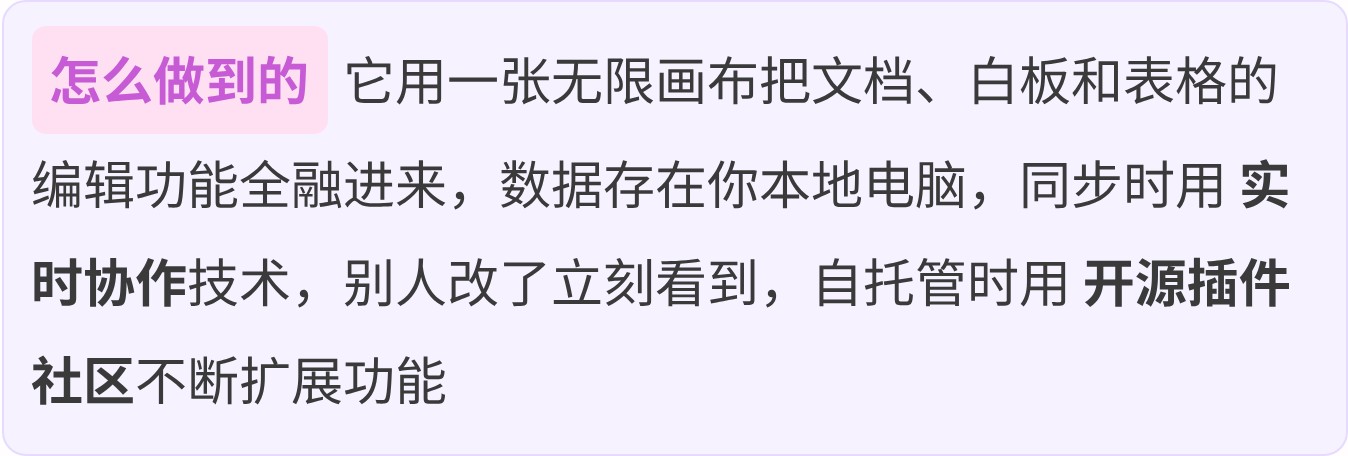 怎么做到的 它用一张无限画布把文档、白板和表格的
编辑功能全融进来，数据存在你本地电脑，同步时用 实
时协作技术，别人改了立刻看到，自托管时用 开源插件
社区不断扩展功能